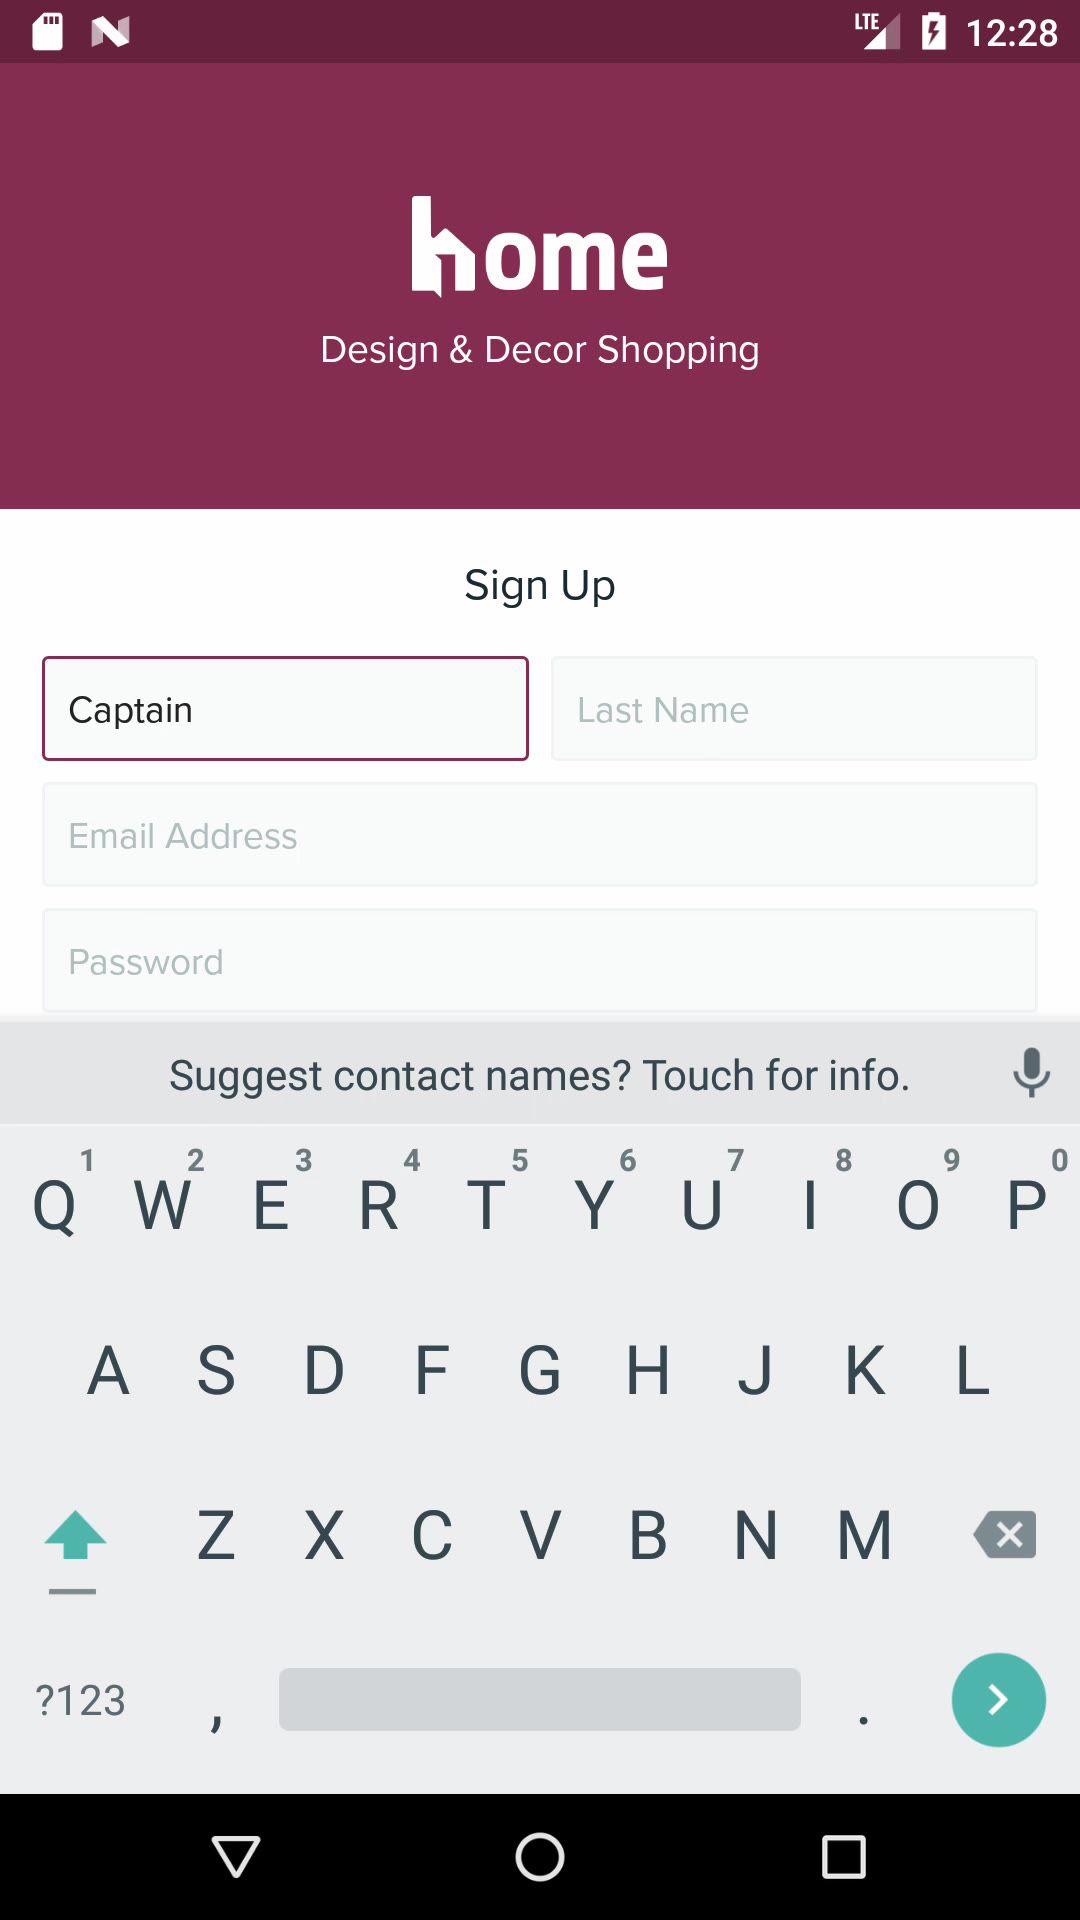 LTE 12:28
home
Design & Decor Shopping
Sign Up
Captain Last Name
Email Address
Password
Suggest contact names? Touch for info.
1 2 3 4 5 6 7 8 9 0
Q W E R T Y U I O P
A S D F G H J K L
Z X C V B N M
?123 , .